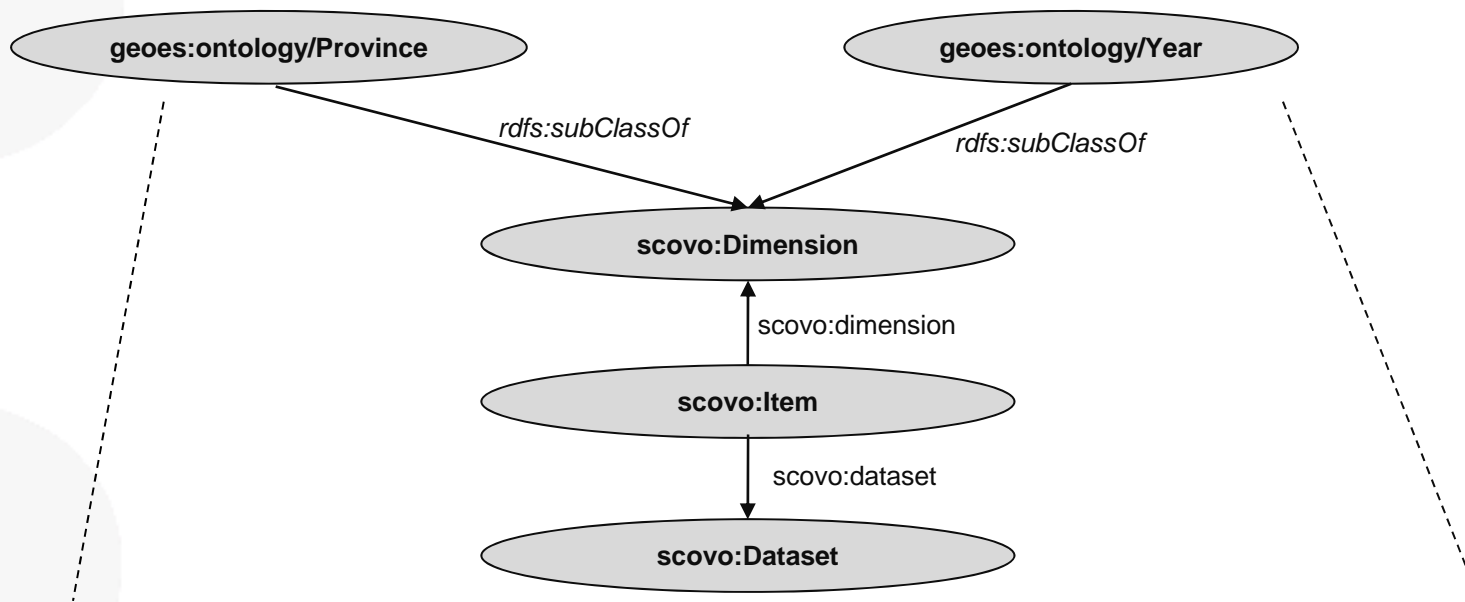 geoes:ontology/Province
geoes:ontology/Year
rdfs:subClassOf
rdfs:subClassOf
scovo:Dimension
scovo:dimension
scovo:Item
scovo:dataset
scovo:Dataset